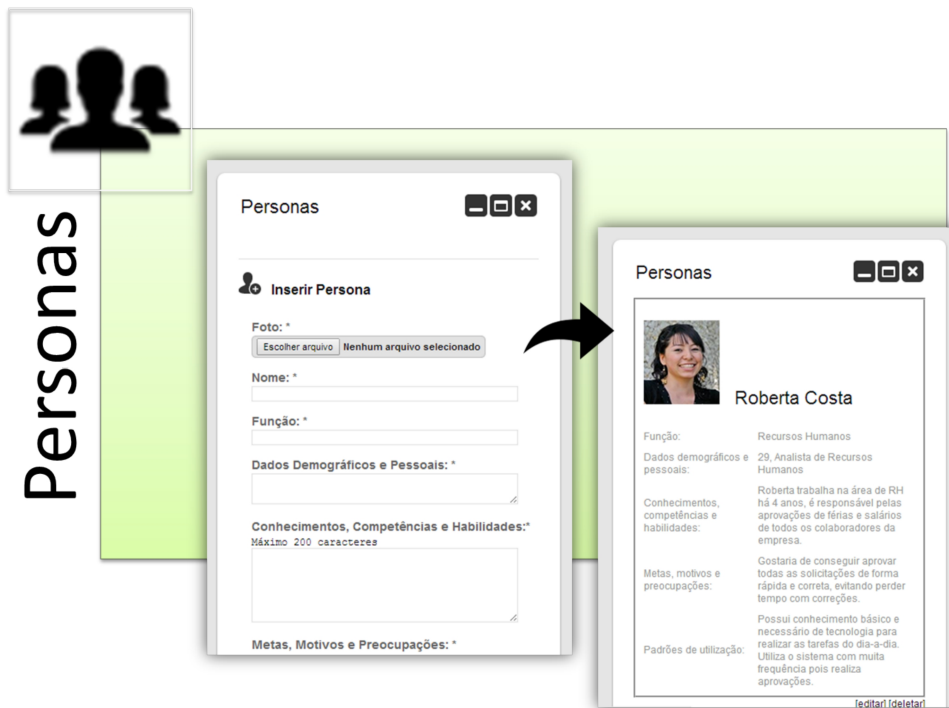 Personas
Personas
Inserir Persona
Foto: *
Escolher arquivo Nenhum arquivo selecionado
Nome: *
Função: *
Dados Demográficos e Pessoais: *
Conhecimentos, Competências e Habilidades:*
Máximo 200 caracteres
Metas, Motivos e Preocupações: *
Personas
Roberta Costa
Função: Recursos Humanos
Dados demográficos e
pessoais:
29, Analista de Recursos
Humanos
Conhecimentos,
competências e
habilidades:
Roberta trabalha na área de RH
há 4 anos, é responsável pelas
aprovações de férias e salários
de todos os colaboradores da
empresa.
Metas, motivos e
preocupações:
Gostaria de conseguir aprovar
todas as solicitações de forma
rápida e correta, evitando perder
tempo com correções.
Padrões de utilização:
Possui conhecimento básico e
necessário de tecnologia para
realizar as tarefas do dia-a-dia.
Utiliza o sistema com muita
frequência pois realiza
aprovações.
[editar] [deletar]